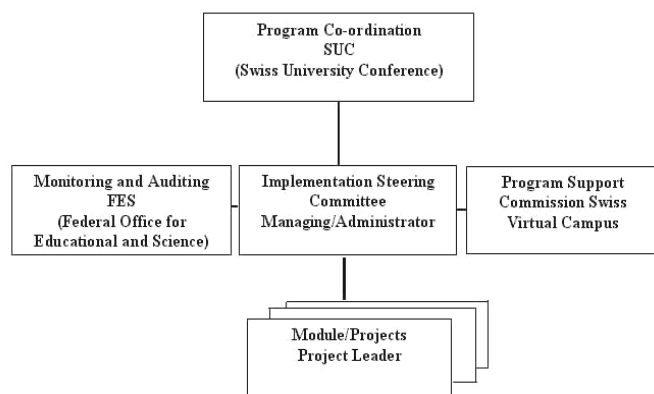 Program Co-ordination
SUC
(Swiss University Conference)
Monitoring and Auditing
FES
(Federal Office for
Educational and Science)
Implementation Steering
Committee
Managing/Administrator
Program Support
Commission Swiss
Virtual Campus
Module/Projects
Project Leader